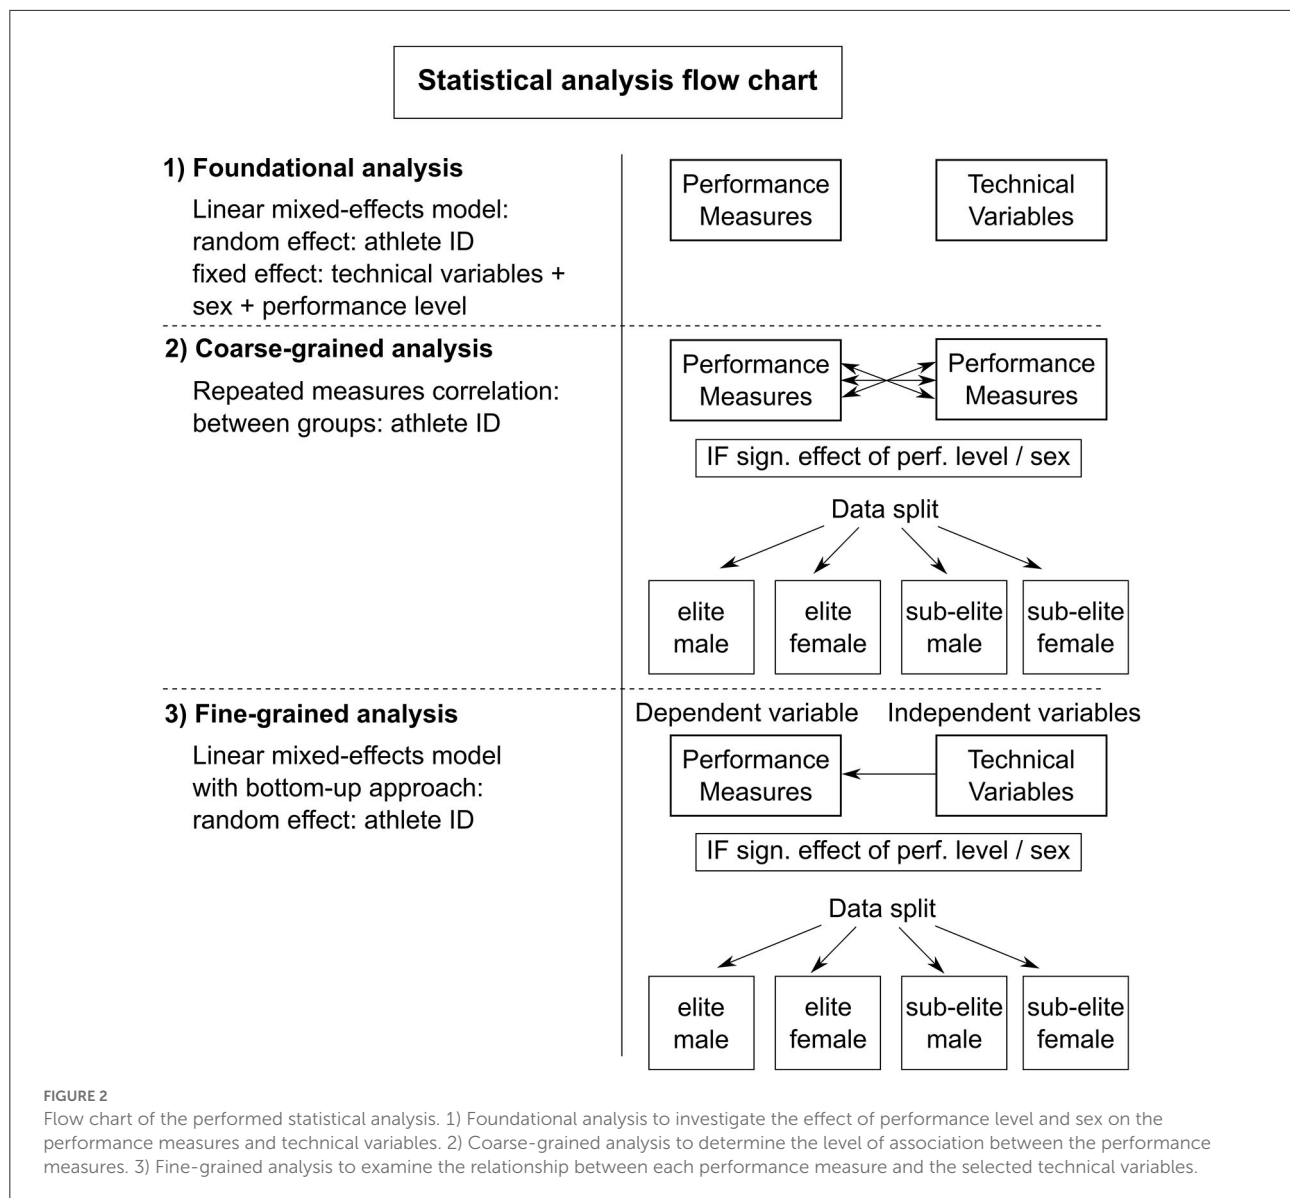 Statistical analysis flow chart
1) Foundational analysis
Linear mixed-effects model:
random effect: athlete ID
fixed effect: technical variables +
sex + performance level
Performance
Measures
Technical
Variables
2) Coarse-grained analysis
Repeated measures correlation:
between groups: athlete ID
Performance
Measures
Performance
Measures
IF sign. effect of perf. level / sex
Data split
elite
male
elite
female
sub-elite
male
sub-elite
female
3) Fine-grained analysis
Linear mixed-effects model
with bottom-up approach:
random effect: athlete ID
Dependent variable
Independent variables
Performance
Measures
Technical
Variables
IF sign. effect of perf. level / sex
Data split
elite
male
elite
female
sub-elite
male
sub-elite
female
FIGURE 2
Flow chart of the performed statistical analysis. 1) Foundational analysis to investigate the effect of performance level and sex on the
performance measures and technical variables. 2) Coarse-grained analysis to determine the level of association between the performance
measures. 3) Fine-grained analysis to examine the relationship between each performance measure and the selected technical variables.